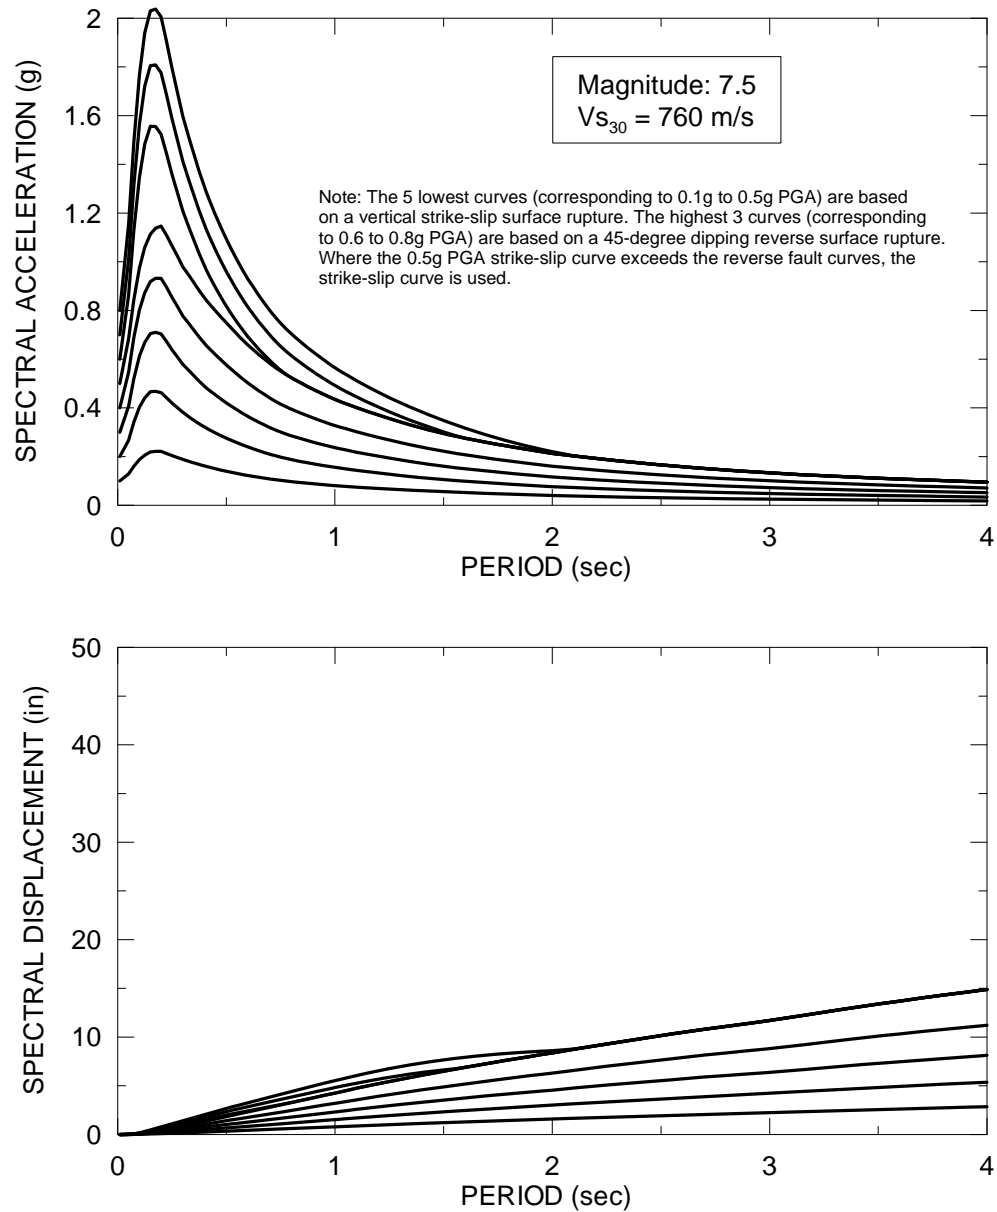 2
1.6
1.2
0.8
0.4
0
SPECTRAL ACCELERATION (g)
Magnitude: 7.5
Vs30 = 760 m/s
Note: The 5 lowest curves (corresponding to 0.1g to 0.5g PGA) are based
on a vertical strike-slip surface rupture. The highest 3 curves (corresponding
to 0.6 to 0.8g PGA) are based on a 45-degree dipping reverse surface rupture.
Where the 0.5g PGA strike-slip curve exceeds the reverse fault curves, the
strike-slip curve is used.
0 1 2 3 4
PERIOD (sec)
50
40
30
20
10
0
SPECTRAL DISPLACEMENT (in)
0 1 2 3 4
PERIOD (sec)